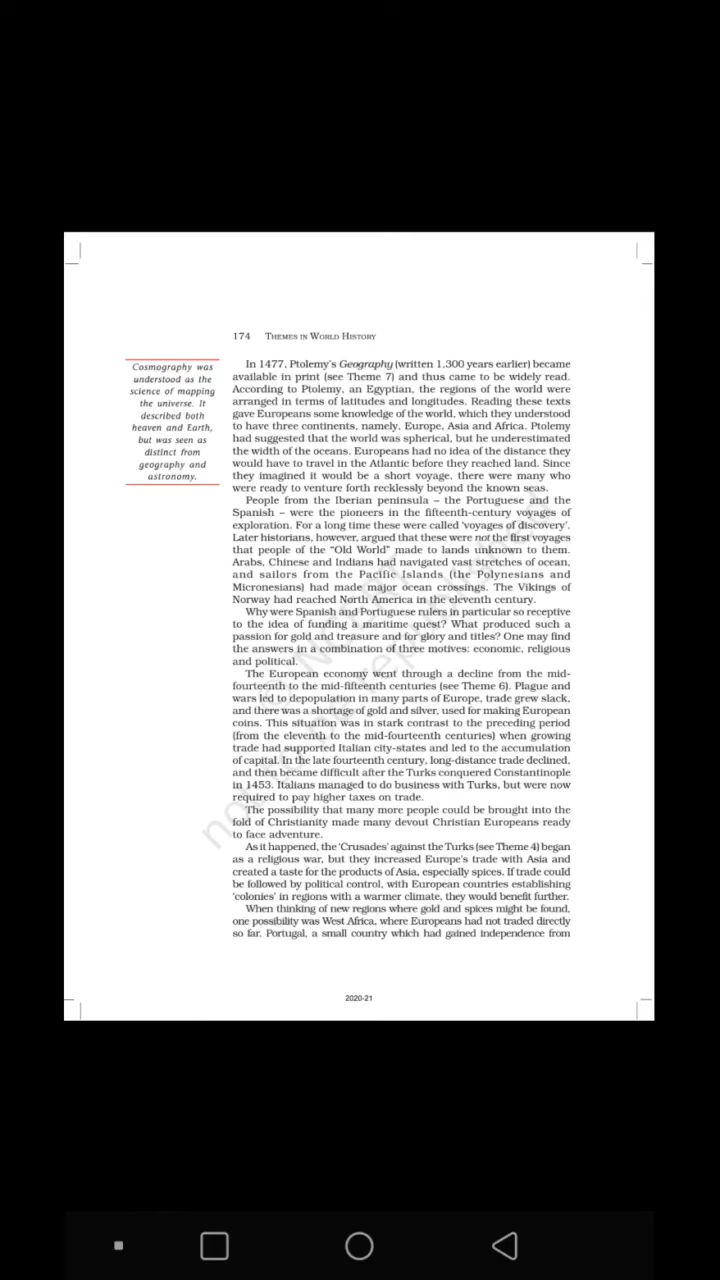 174 THEMES IN WORLD HISTORY
Cosmography was
understood as the
science of mapping
the universe. It
described both
heaven and Earth,
but was seen as
distinct from
geography and
astronomy.
In 1477, Ptolemy's Geography (written 1,300 years earlier) became
available in print (see Theme 7) and thus came to be widely read.
According to Ptolemy, an Egyptian, the regions of the world were
arranged in terms of latitudes and longitudes. Reading these texts
gave Europeans some knowledge of the world, which they understood
to have three continents, namely, Europe, Asia and Africa. Ptolemy
had suggested that the world was spherical, but he underestimated
the width of the oceans. Europeans had no idea of the distance they
would have to travel in the Atlantic before they reached land. Since
they imagined it would be a short voyage, there were many who
were ready to venture forth recklessly beyond the known seas.
People from the Iberian peninsula – the Portuguese and the
Spanish – were the pioneers in the fifteenth-century voyages of
exploration. For a long time these were called 'voyages of discovery'.
Later historians, however, argued that these were not the first voyages
that people of the "Old World" made to lands unknown to them.
Arabs, Chinese and Indians had navigated vast stretches of ocean,
and sailors from the Pacific Islands (the Polynesians and
Micronesians) had made major ocean crossings. The Vikings of
Norway had reached North America in the eleventh century.
Why were Spanish and Portuguese rulers in particular so receptive
to the idea of funding a maritime quest? What produced such a
passion for gold and treasure and for glory and titles? One may find
the answers in a combination of three motives: economic, religious
and political.
The European economy went through a decline from the mid-
fourteenth to the mid-fifteenth centuries (see Theme 6). Plague and
wars led to depopulation in many parts of Europe, trade grew slack,
and there was a shortage of gold and silver, used for making European
coins. This situation was in stark contrast to the preceding period
(from the eleventh to the mid-fourteenth centuries) when growing
trade had supported Italian city-states and led to the accumulation
of capital. In the late fourteenth century, long-distance trade declined,
and then became difficult after the Turks conquered Constantinople
in 1453. Italians managed to do business with Turks, but were now
required to pay higher taxes on trade.
The possibility that many more people could be brought into the
fold of Christianity made many devout Christian Europeans ready
to face adventure.
As it happened, the 'Crusades' against the Turks (see Theme 4) began
as a religious war, but they increased Europe's trade with Asia and
created a taste for the products of Asia, especially spices. If trade could
be followed by political control, with European countries establishing
'colonies' in regions with a warmer climate, they would benefit further.
When thinking of new regions where gold and spices might be found,
one possibility was West Africa, where Europeans had not traded directly
so far. Portugal, a small country which had gained independence from
2020-21